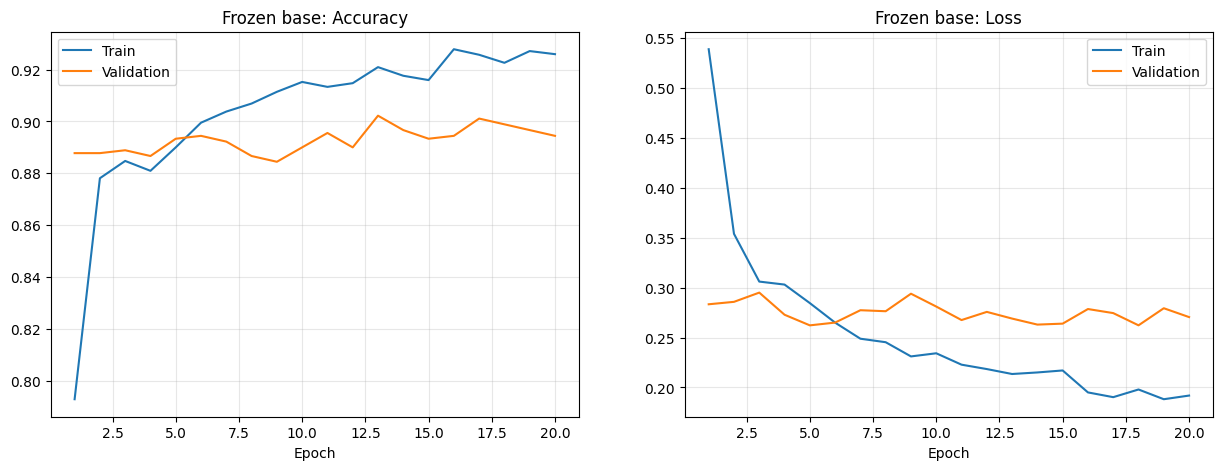 Frozen base: Accuracy
Train
Validation
0.92
0.90
0.88
0.86
0.84
0.82
0.80
2.5 5.0 7.5 10.0 12.5 15.0 17.5 20.0
Epoch
Frozen base: Loss
Train
Validation
0.55
0.50
0.45
0.40
0.35
0.30
0.25
0.20
2.5 5.0 7.5 10.0 12.5 15.0 17.5 20.0
Epoch